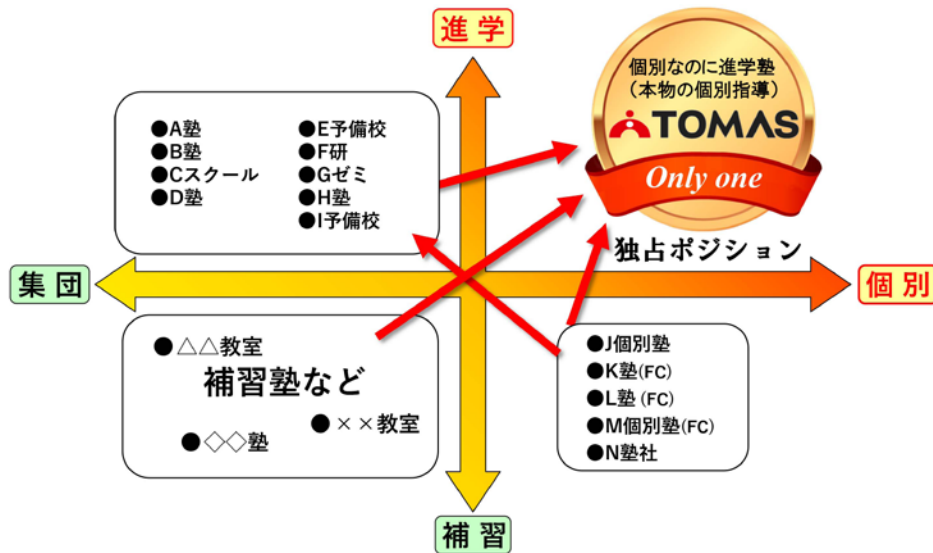 進学
個別なのに進学塾
(本物の個別指導)
TOMAS
Only one
独占ポジション
●A塾
●B塾
●Cスクール
●D塾
●E予備校
●F研
●Gゼミ
●H塾
●I予備校
集団
個別
●△△教室
補習塾など
●××教室
●◇◇塾
●J個別塾
●K塾(FC)
●L塾 (FC)
●M個別塾(FC)
●N塾社
補習